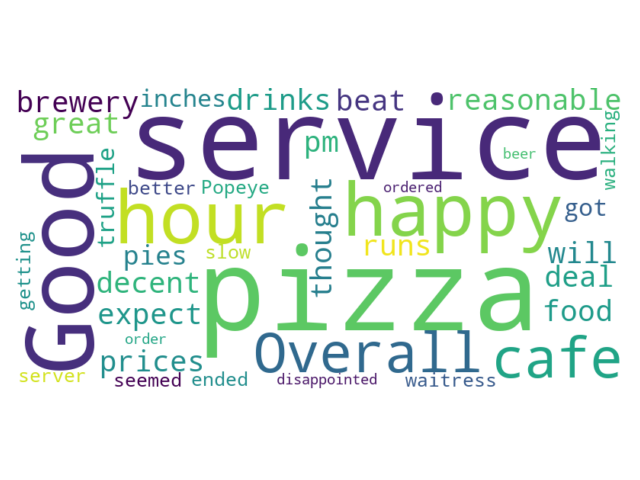 brewery inches drinks beat reasonable
great service pm beer walking
Good truffle better Popeye ordered
hour happy got
pies slow thought runs will
getting decent pizza deal
expect food
order Overall cafe
prices
server seemed ended disappointed waitress